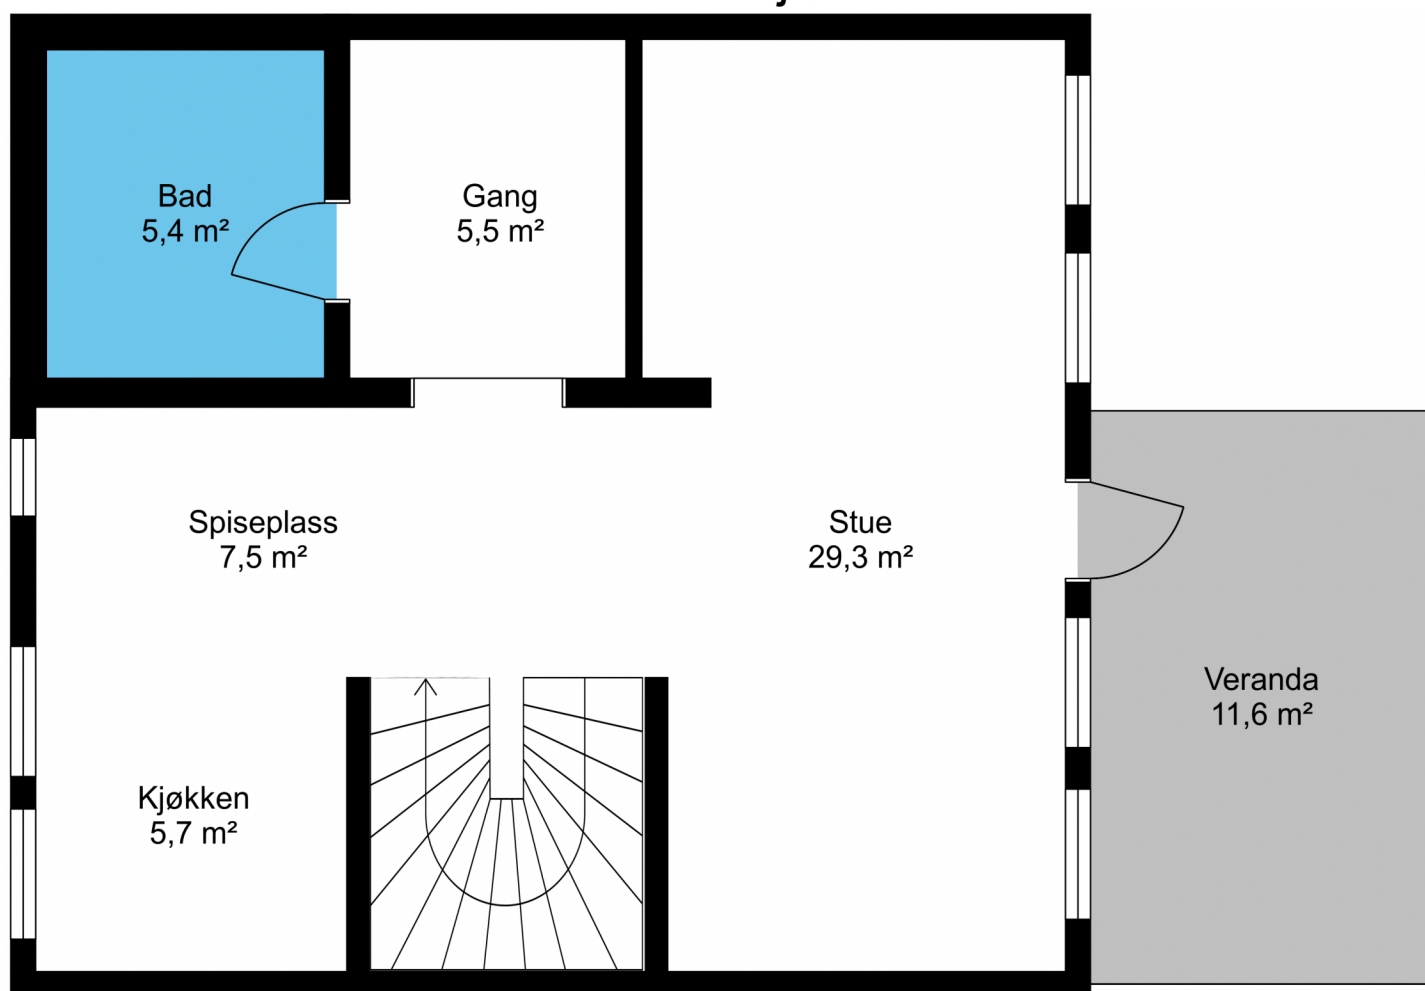 Bad
5,4 m²
Gang
5,5 m²
Spiseplass
7,5 m²
Stue
29,3 m²
Veranda
11,6 m²
Kjøkken
5,7 m²